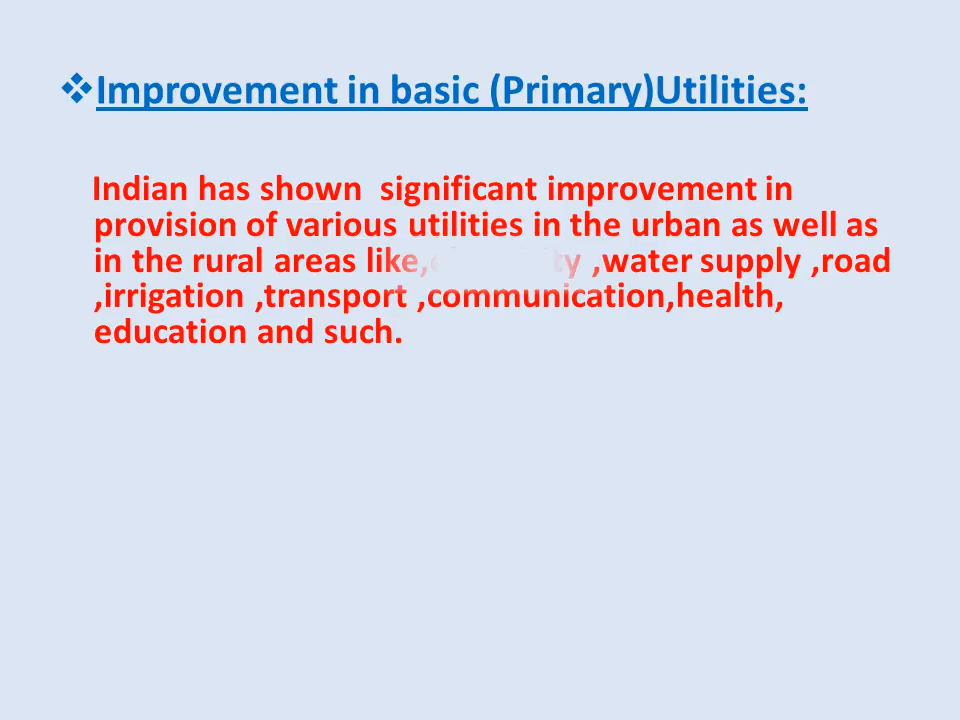 ❖Improvement in basic (Primary)Utilities:
Indian has shown  significant improvement in
provision of various utilities in the urban as well as
in the rural areas like, ,water supply ,road
,irrigation ,transport ,communication,health,
education and such.